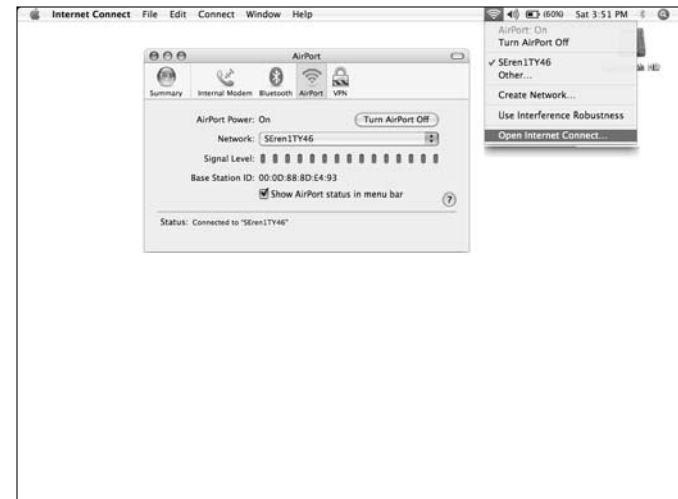 Internet Connect File Edit Connect Window Help (60%) Sat 3:51 PM
AirPort: On
Turn AirPort Off
SEren1TY46
Other...
Create Network...
Use Interference Robustness
Open Internet Connect...
AirPort
Summary Internal Modem Bluetooth AirPort VPN
AirPort Power: On Turn AirPort Off
Network: SEren1TY46
Signal Level:
Base Station ID: 00:0D:88:8D:E4:93
Show AirPort status in menu bar ?
Status: Connected to "SEren1TY46"
HD